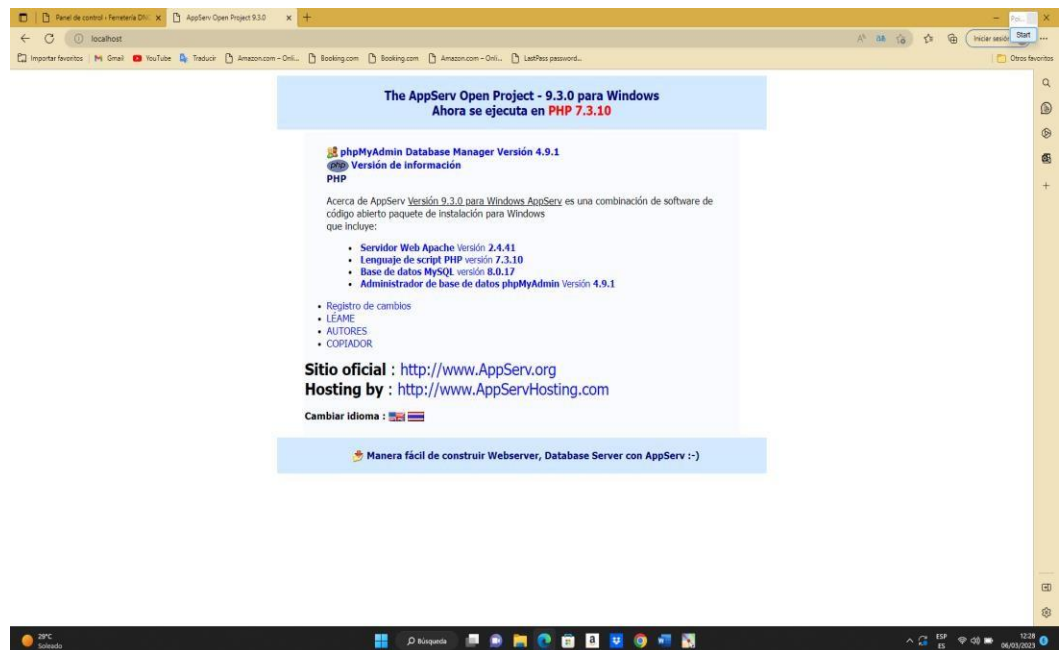 Panel de control ‹ Ferretería DN
AppServ Open Project 9.3.0
Start
localhost
Iniciar sesión
Importar favoritos
Gmail
YouTube
Traducir
Amazon.com – Onli...
Booking.com
Booking.com
Amazon.com – Onli...
LastPass password...
Otros favoritos
The AppServ Open Project - 9.3.0 para Windows
Ahora se ejecuta en PHP 7.3.10
phpMyAdmin Database Manager Versión 4.9.1
php Versión de información
PHP
Acerca de AppServ Versión 9.3.0 para Windows AppServ es una combinación de software de
código abierto paquete de instalación para Windows
que incluye:
• Servidor Web Apache Versión 2.4.41
• Lenguaje de script PHP versión 7.3.10
• Base de datos MySQL versión 8.0.17
• Administrador de base de datos phpMyAdmin Versión 4.9.1
• Registro de cambios
• LÉAME
• AUTORES
• COPIADOR
Sitio oficial : http://www.AppServ.org
Hosting by : http://www.AppServHosting.com
Cambiar idioma :
Manera fácil de construir Webserver, Database Server con AppServ :-)
29°C
Soleado
Búsqueda
ESP
ES
12:28
06/03/2023